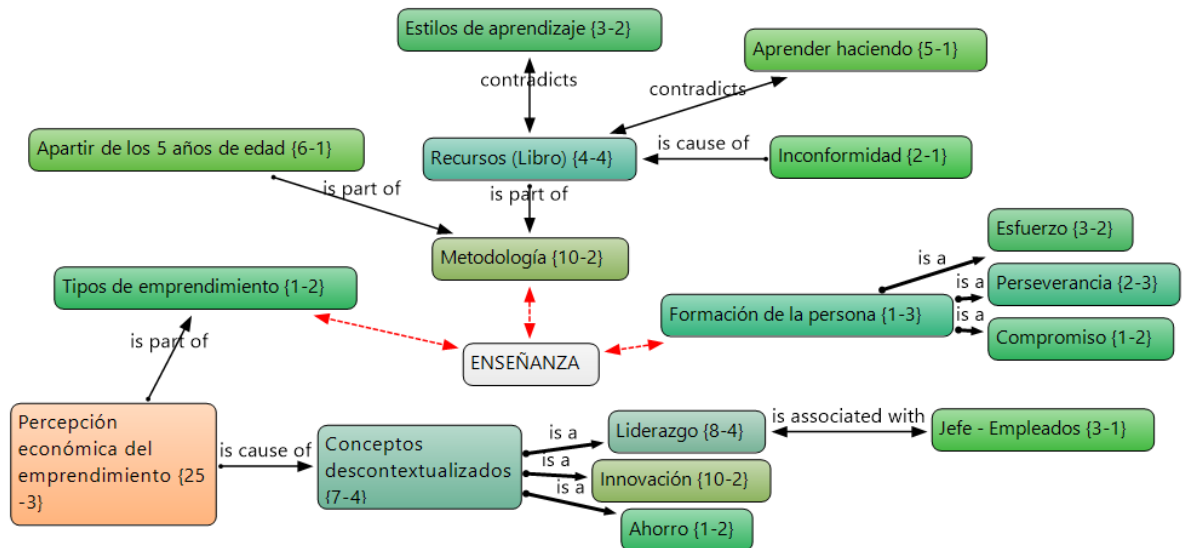 Estilos de aprendizaje {3-2}
Aprender haciendo {5-1}
contradicts
contradicts
Apartir de los 5 años de edad {6-1}
Recursos (Libro) {4-4}
is cause of
Inconformidad {2-1}
is part of
is part of
Metodología {10-2}
Esfuerzo {3-2}
is a
Tipos de emprendimiento {1-2}
Formación de la persona {1-3}
is a
Perseverancia {2-3}
is a
Compromiso {1-2}
is part of
ENSEÑANZA
Percepción
económica del
emprendimiento {25
-3}
is cause of
Conceptos
descontextualizados
{7-4}
is a
Liderazgo {8-4}
is associated with
Jefe - Empleados {3-1}
is a
Innovación {10-2}
is a
Ahorro {1-2}